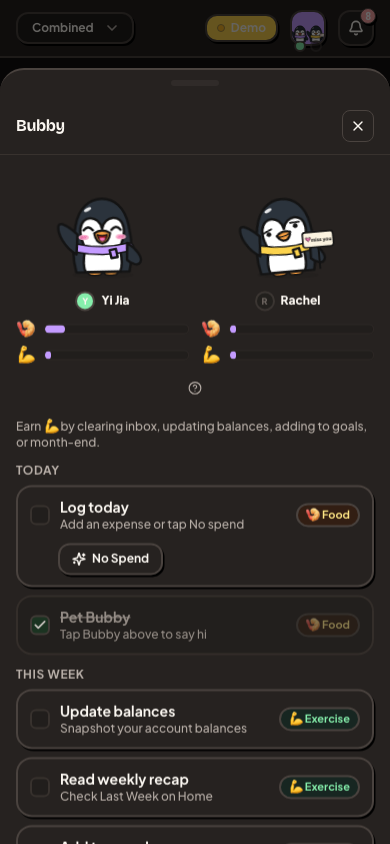 Combined
Demo
8
Bubby
miss you
Y
Yi Jia
R
Rachel
?
Earn 💪 by clearing inbox, updating balances, adding to goals,
or month-end.
TODAY
Log today
Add an expense or tap No spend
🍤 Food
No Spend
Pet Bubby
Tap Bubby above to say hi
🍤 Food
THIS WEEK
Update balances
Snapshot your account balances
💪 Exercise
Read weekly recap
Check Last Week on Home
💪 Exercise